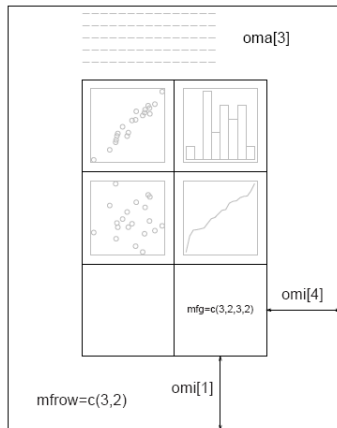 oma[3]
mfg=c(3,2,3,2)
omi[4]
omi[1]
mfrow=c(3,2)